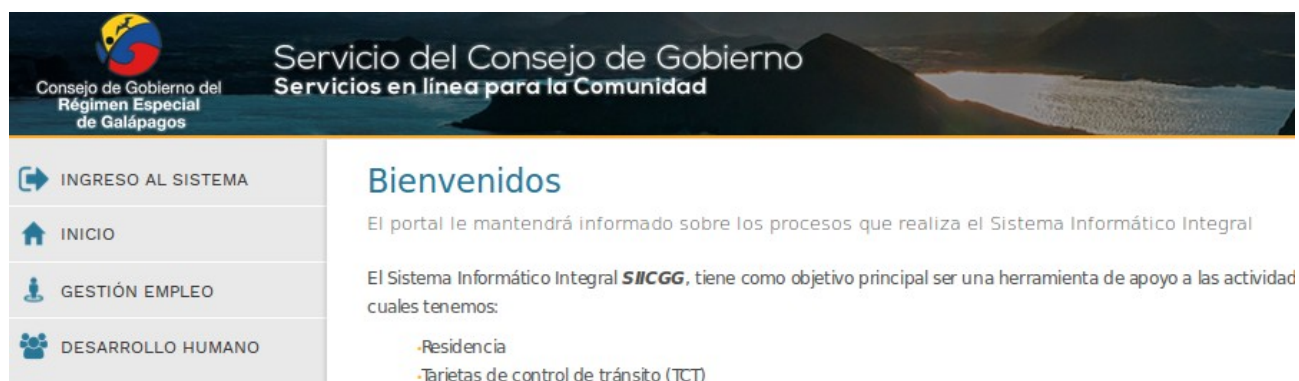 Consejo de Gobierno del
Régimen Especial
de Galápagos
Servicio del Consejo de Gobierno
Servicios en línea para la Comunidad
INGRESO AL SISTEMA
INICIO
GESTIÓN EMPLEO
DESARROLLO HUMANO
Bienvenidos
El portal le mantendrá informado sobre los procesos que realiza el Sistema Informático Integral
El Sistema Informático Integral SIICGG, tiene como objetivo principal ser una herramienta de apoyo a las actividad
cuales tenemos:
•Residencia
•Tarjetas de control de tránsito (TCT)